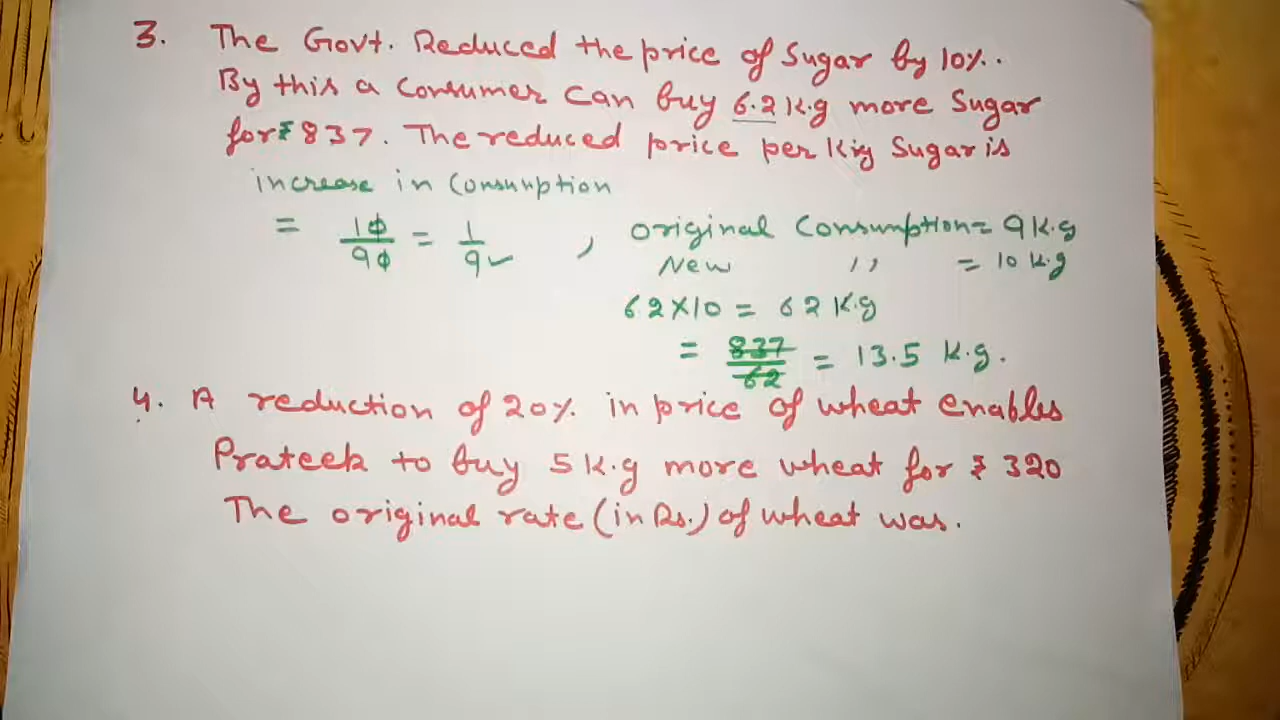 3. The Govt. Reduced the price of Sugar by 10%.
By this a Consumer Can buy 6.2 K.g more Sugar
for ₹ 837. The reduced price per Kg Sugar is
increase in Consumption
= 10/90 = 1/9 , original Consumption = 9 K.g
New ,, = 10 K.g
6.2 X 10 = 62 K.g
= 837/62 = 13.5 K.g.
4. A reduction of 20% in price of wheat enables
Prateek to buy 5 K.g more wheat for ₹ 320
The original rate (in Rs.) of wheat was.